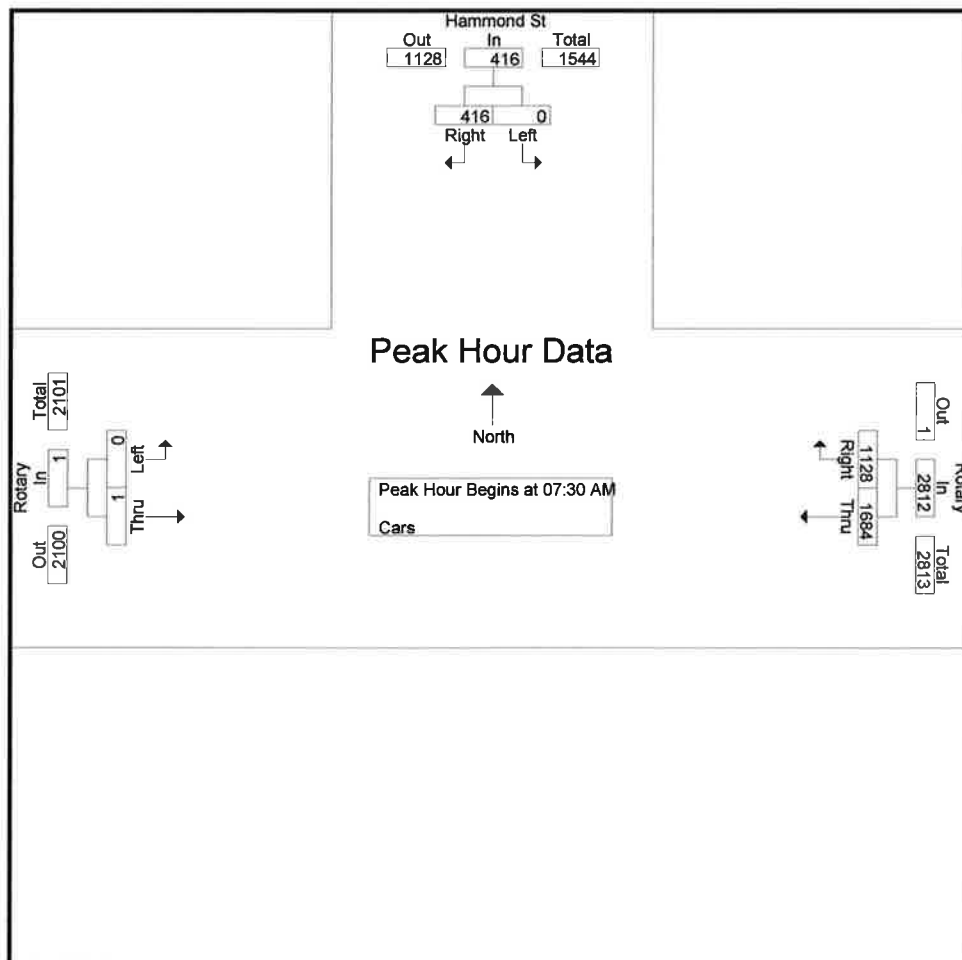 Hammond St
Out In Total
1128 416 1544
416 0
Right Left
Peak Hour Data
North
Peak Hour Begins at 07:30 AM
Cars
Rotary
Out In Total
2100 1 2101
1 0
Thru Left
Rotary
Out In Total
1 2812 2813
1128 1684
Right Thru